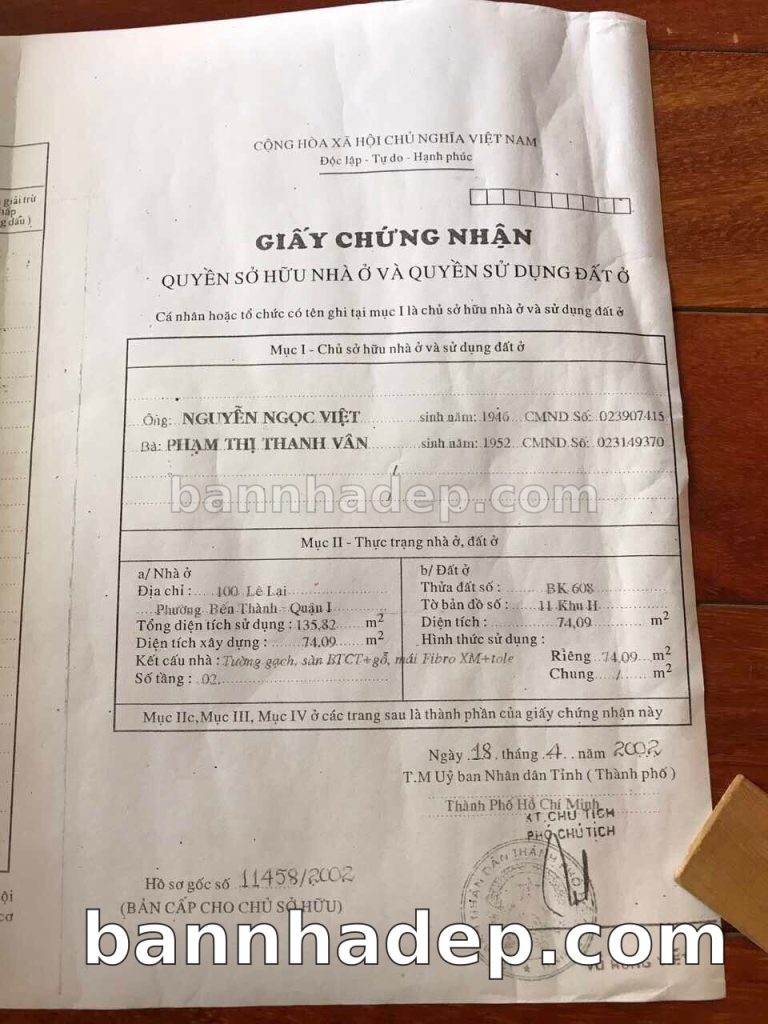 giải trừ
CỘNG HÒA XÃ HỘI CHỦ NGHĨA VIỆT NAM
Độc lập - Tự do - Hạnh phúc
GIẤY CHỨNG NHẬN
QUYỀN SỞ HỮU NHÀ Ở VÀ QUYỀN SỬ DỤNG ĐẤT Ở
Cá nhân hoặc tổ chức có tên ghi tại mục I là chủ sở hữu nhà ở và sử dụng đất ở
Mục I - Chủ sở hữu nhà ở và sử dụng đất ở
Ông: NGUYỄN NGỌC VIỆT sinh năm: 1946 CMND Số: 023907415
Bà: PHẠM THỊ THANH VÂN sinh năm: 1952 CMND Số: 023149370
bannhadep.com
Mục II - Thực trạng nhà ở, đất ở
a/ Nhà ở
Địa chỉ : 100 Lê Lai
Phường Bến Thành - Quận I
Tổng diện tích sử dụng : 135,82 m2
Diện tích xây dựng : 74,09 m2
Kết cấu nhà : Tường gạch, sàn BTCT+gỗ, mái Fibro XM+tole
Số tầng : 02
b/ Đất ở
Thửa đất số : BK 608
Tờ bản đồ số : 11 Khu H
Diện tích : 74,09 m2
Hình thức sử dụng :
Riêng 74,09 m2
Chung / m2
Mục IIc, Mục III, Mục IV ở các trang sau là thành phần của giấy chứng nhận này
Ngày 18 tháng 4 năm 2002
T.M Uỷ ban Nhân dân Tỉnh ( Thành phố )
Thành Phố Hồ Chí Minh
KT. CHỦ TỊCH
PHÓ CHỦ TỊCH
Hồ sơ gốc số 11458/2002
(BẢN CẤP CHO CHỦ SỞ HỮU)
bannhadep.com